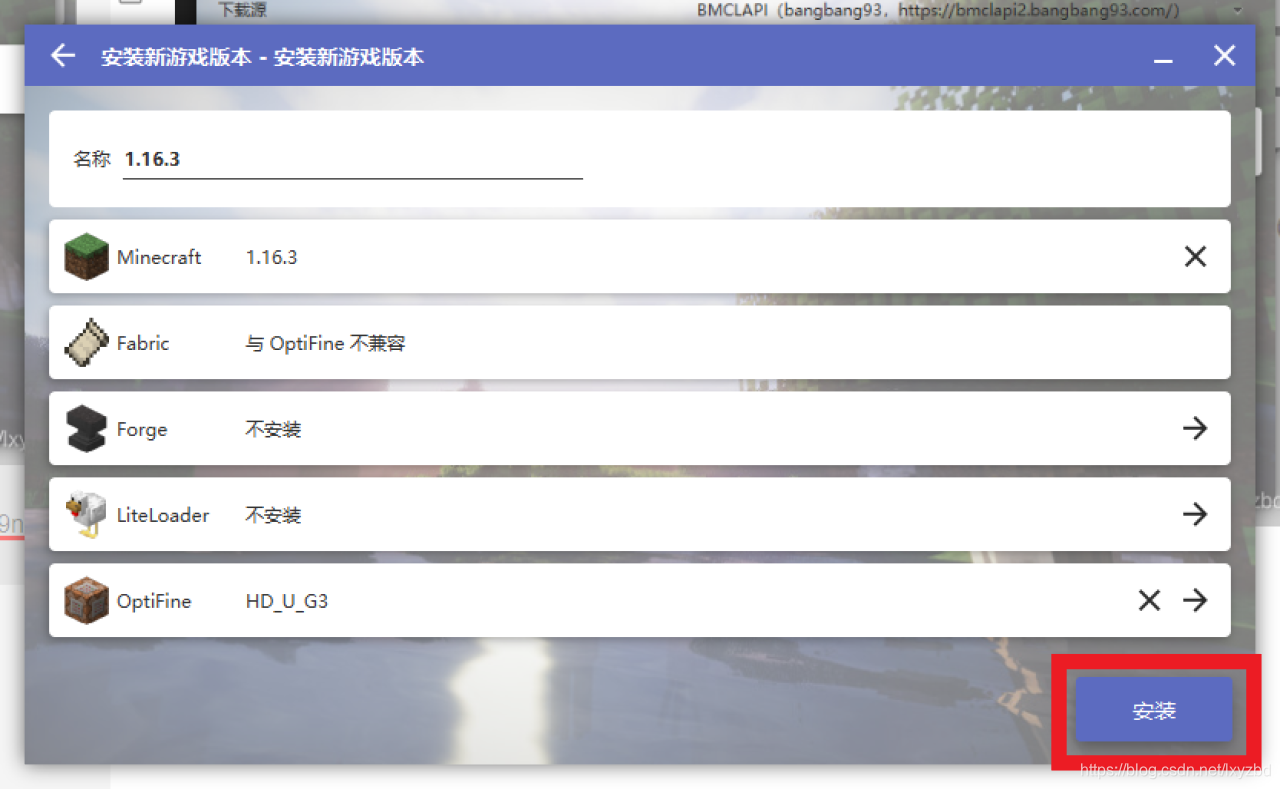 下载源 BMCLAPI（bangbang93，https://bmclapi2.bangbang93.com/）
安装新游戏版本 - 安装新游戏版本
名称 1.16.3
Minecraft 1.16.3
Fabric 与 OptiFine 不兼容
Forge 不安装
LiteLoader 不安装
9n
OptiFine HD_U_G3
安装
https://blog.csdn.net/lxyzbd